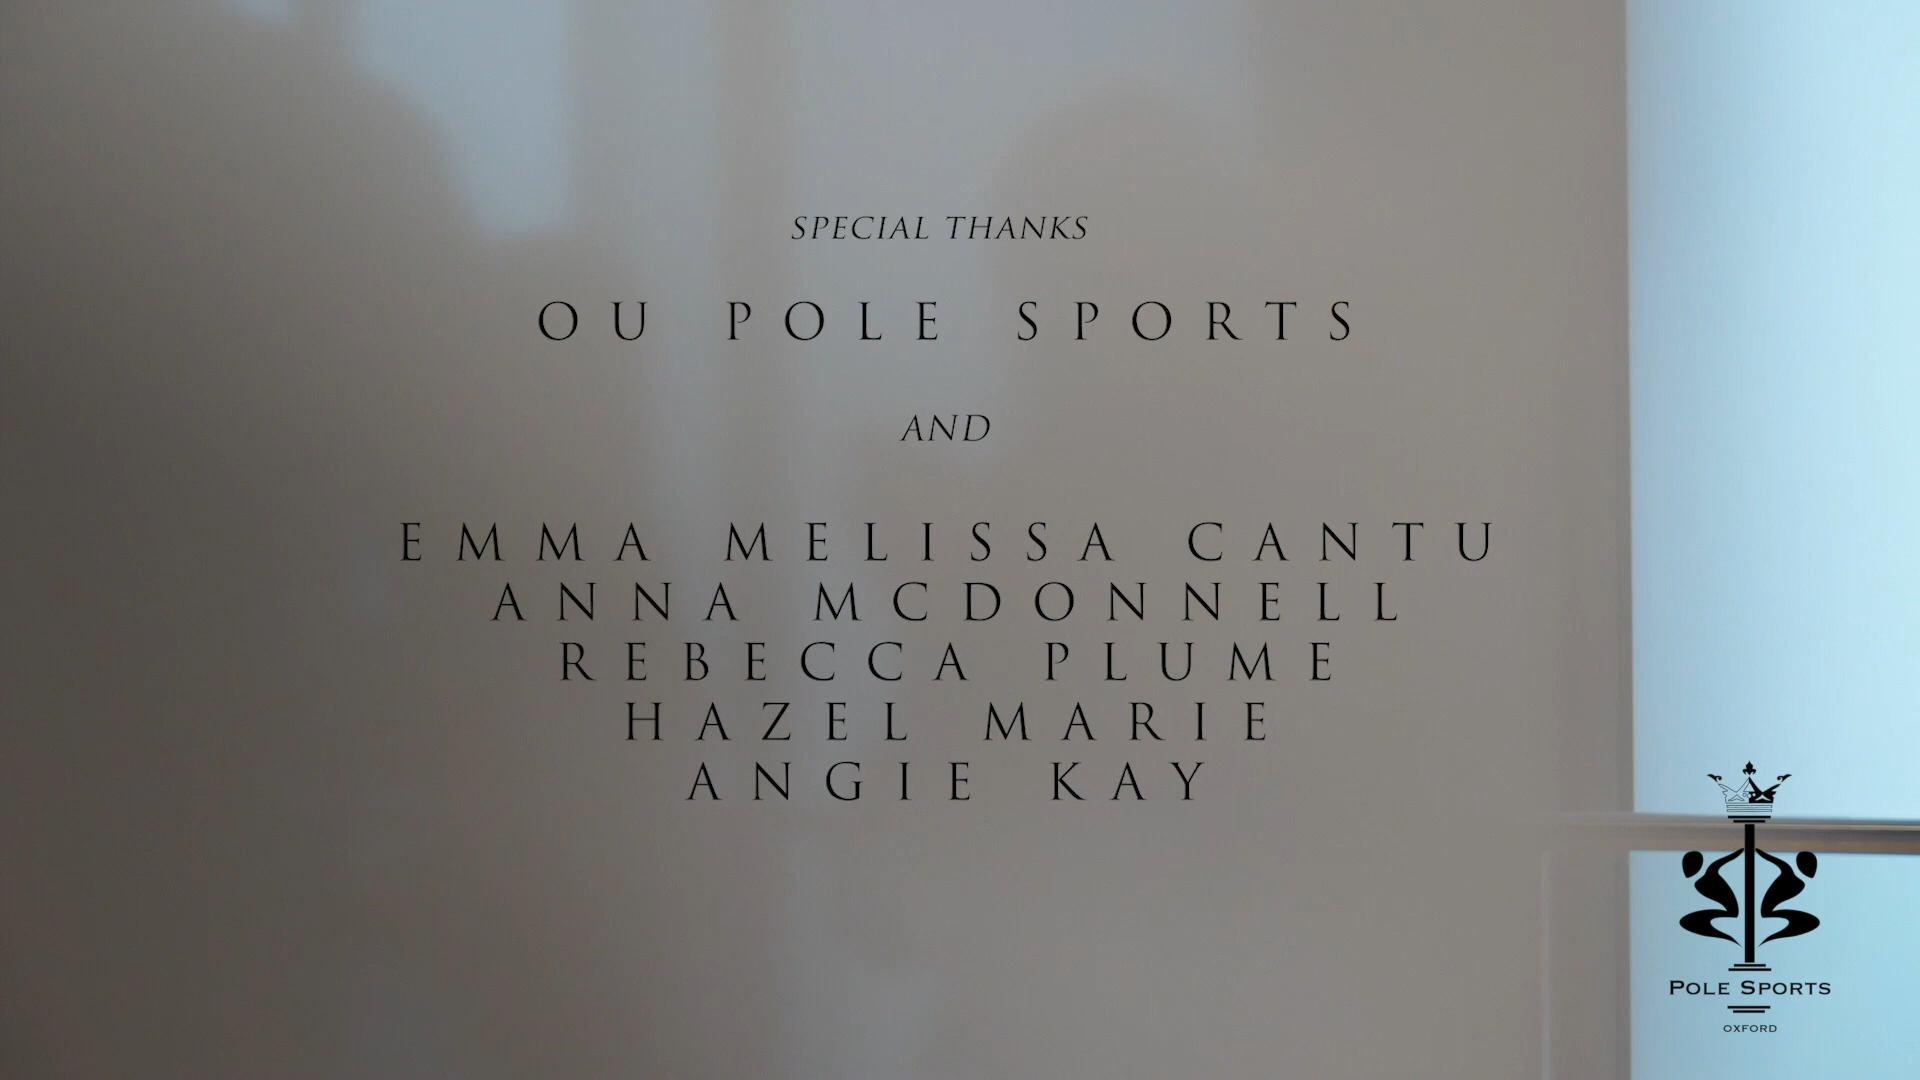 SPECIAL THANKS
OU POLE SPORTS
AND
EMMA MELISSA CANTU
ANNA MCDONNELL
REBECCA PLUME
HAZEL MARIE
ANGIE KAY
POLE SPORTS
OXFORD